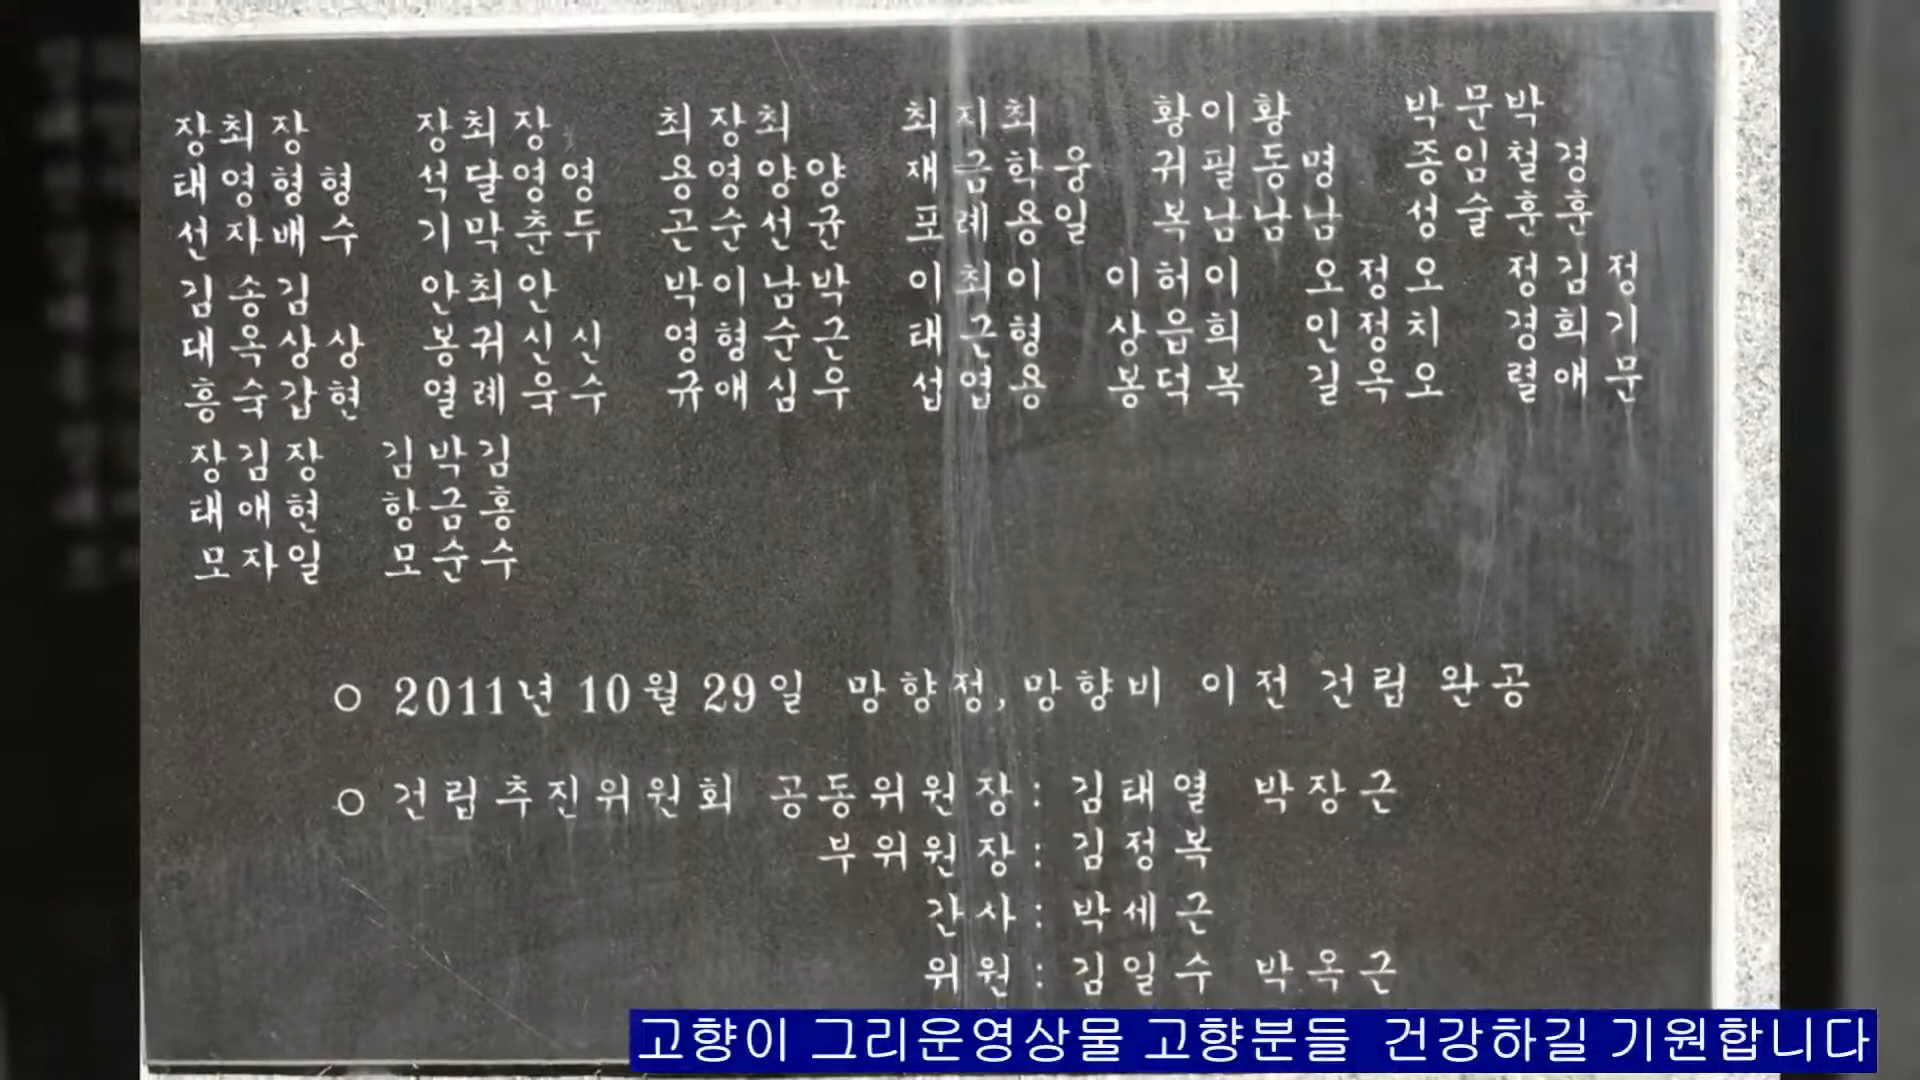 장최장 장최장 최장최 최지최 황이황 박문박
태영형형 석달영영 용영양양 재금학웅 귀필동명 종임철경
선자배수 기막춘두 곤순선균 포례용일 복남남남 성술훈훈
김송김 안최안 박이남박 이최이 이허이 오정오 정김정
대옥상상 봉귀신신 영형순근 태근형 상읍희 인정치 경희기
흥숙갑현 열례욱수 규애심우 섭엽용 봉덕복 길옥오 렬애문
장김장 김박김
태애현 항금홍
모자일 모순수
○ 2011년 10월 29일 망향정, 망향비 이전 건립 완공
○ 건립추진위원회 공동위원장 : 김태열 박장근
부위원장 : 김정복
간사 : 박세근
위원 : 김일수 박옥근
고향이 그리운영상물 고향분들 건강하길 기원합니다